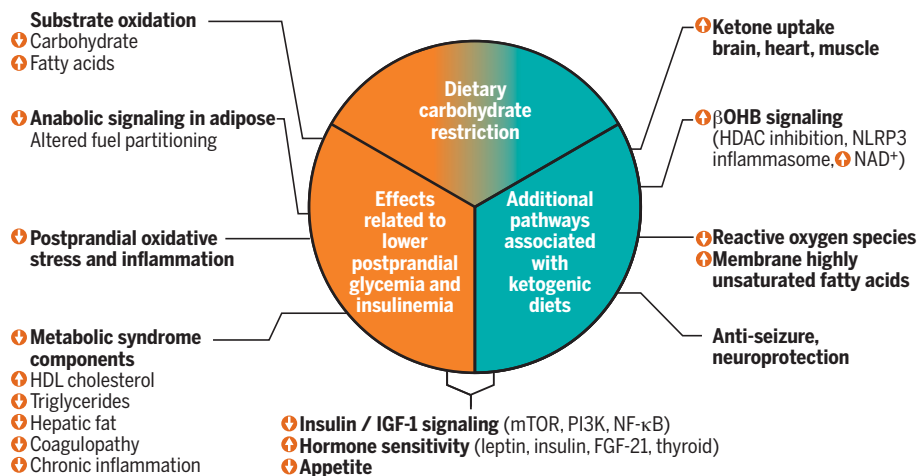 Substrate oxidation
Carbohydrate
Fatty acids
Anabolic signaling in adipose
Altered fuel partitioning
Postprandial oxidative
stress and inflammation
Metabolic syndrome
components
HDL cholesterol
Triglycerides
Hepatic fat
Coagulopathy
Chronic inflammation
Dietary
carbohydrate
restriction
Effects
related to
lower
postprandial
glycemia and
insulinemia
Additional
pathways
associated
with
ketogenic
diets
Ketone uptake
brain, heart, muscle
βOHB signaling
(HDAC inhibition, NLRP3
inflammasome, NAD⁺)
Reactive oxygen species
Membrane highly
unsaturated fatty acids
Anti-seizure,
neuroprotection
Insulin / IGF-1 signaling (mTOR, PI3K, NF-κB)
Hormone sensitivity (leptin, insulin, FGF-21, thyroid)
Appetite